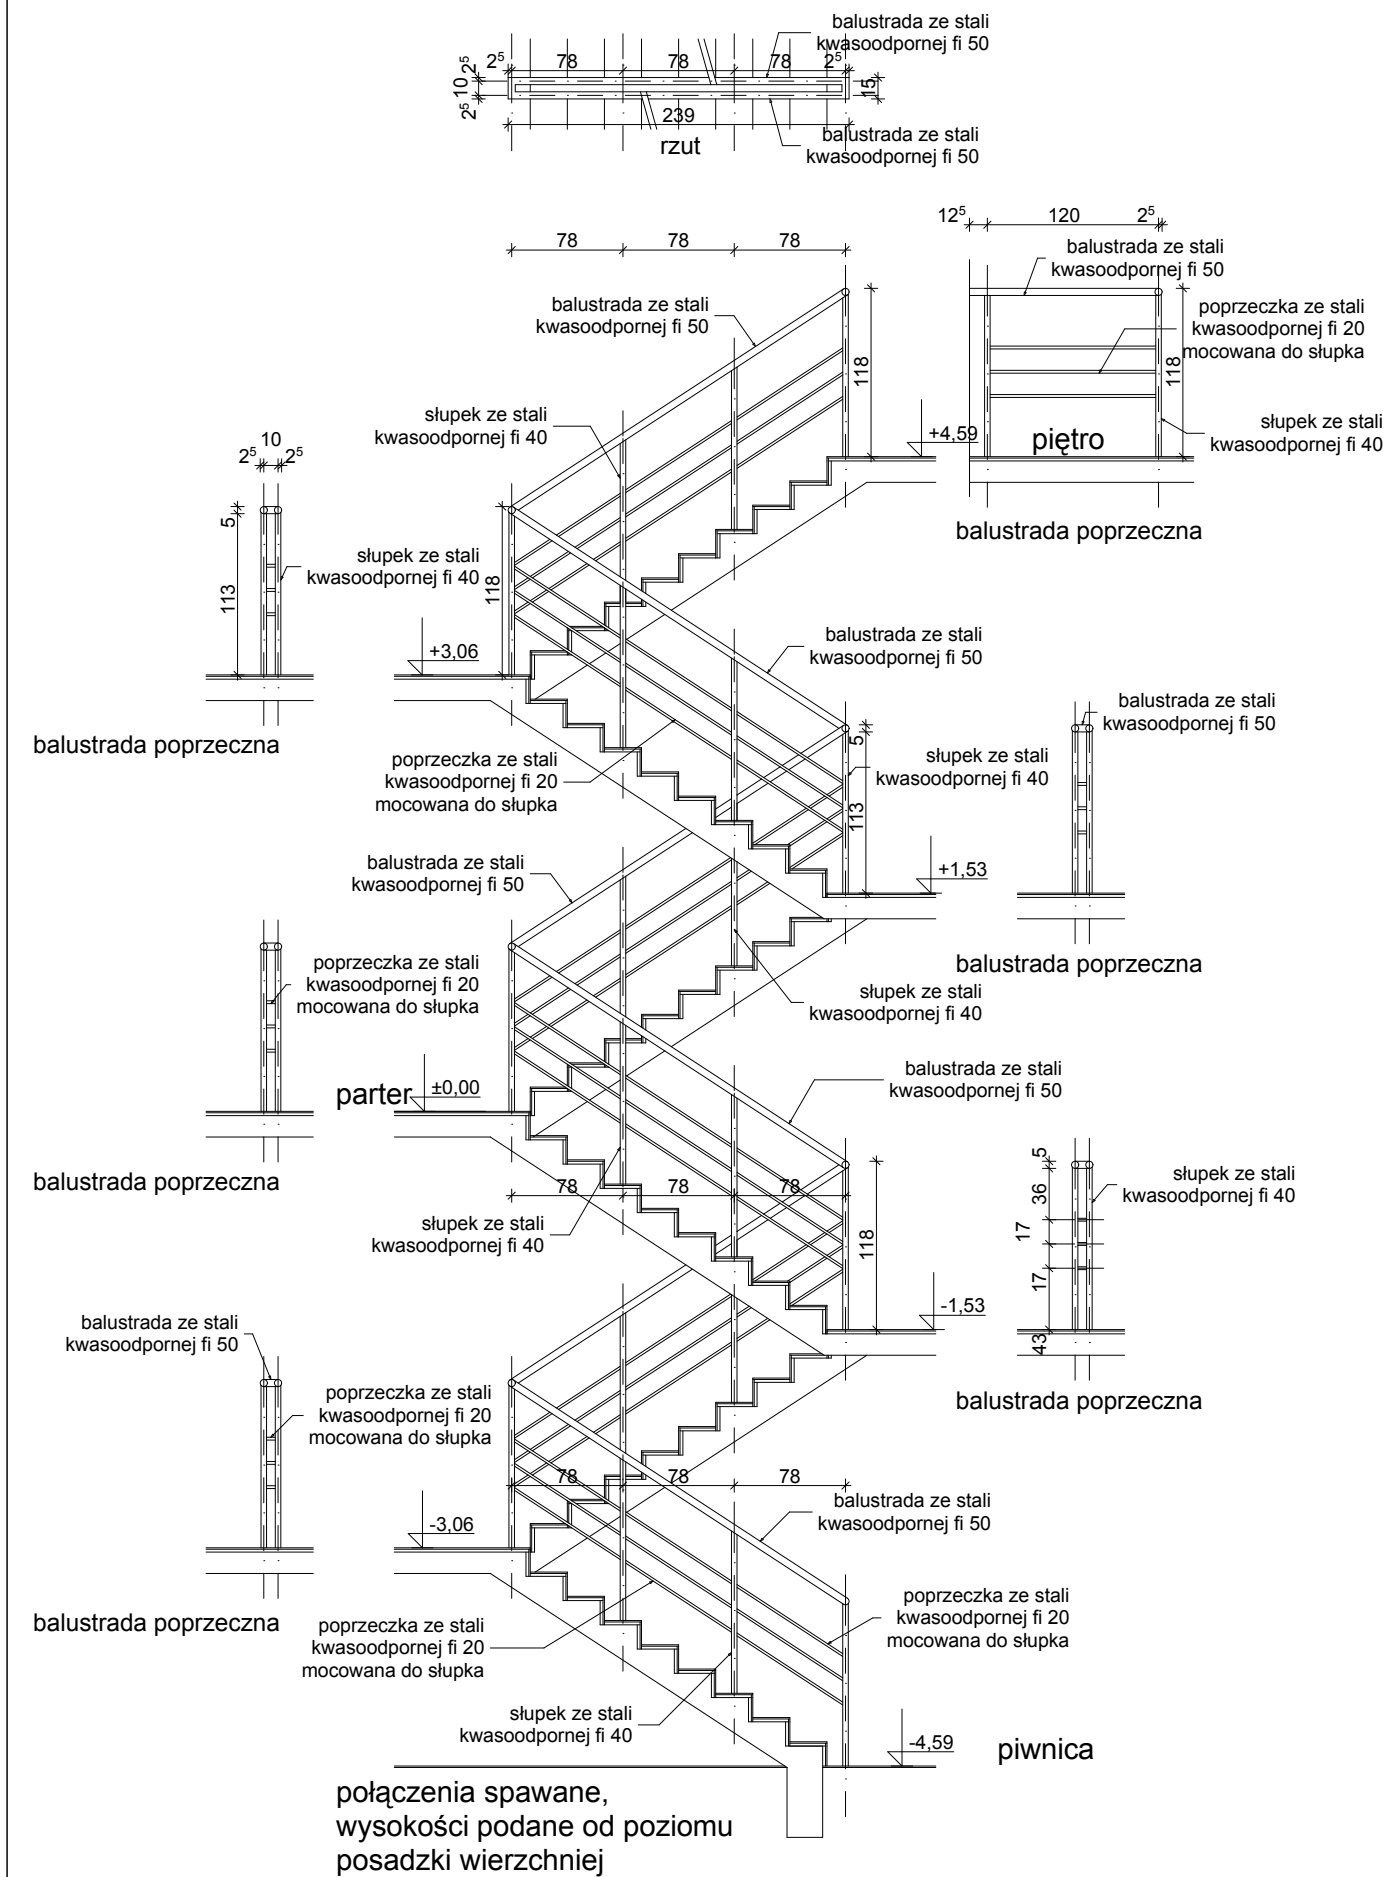 balustrada ze stali
kwasoodpornej fi 50
2⁵
78
78
78
2⁵
2⁵
10
2⁵
15
239
balustrada ze stali
kwasoodpornej fi 50
rzut
12⁵
120
2⁵
78
78
78
balustrada ze stali
kwasoodpornej fi 50
balustrada ze stali
kwasoodpornej fi 50
poprzeczka ze stali
kwasoodpornej fi 20
mocowana do słupka
118
118
słupek ze stali
kwasoodpornej fi 40
słupek ze stali
kwasoodpornej fi 40
+4,59
piętro
10
2⁵
2⁵
balustrada poprzeczna
5
113
słupek ze stali
kwasoodpornej fi 40
118
+3,06
balustrada ze stali
kwasoodpornej fi 50
balustrada poprzeczna
balustrada ze stali
kwasoodpornej fi 50
poprzeczka ze stali
kwasoodpornej fi 20
mocowana do słupka
5
113
słupek ze stali
kwasoodpornej fi 40
balustrada ze stali
kwasoodpornej fi 50
+1,53
balustrada poprzeczna
poprzeczka ze stali
kwasoodpornej fi 20
mocowana do słupka
słupek ze stali
kwasoodpornej fi 40
parter
±0,00
balustrada ze stali
kwasoodpornej fi 50
balustrada poprzeczna
78
78
78
5
36
17
17
43
słupek ze stali
kwasoodpornej fi 40
słupek ze stali
kwasoodpornej fi 40
118
-1,53
balustrada ze stali
kwasoodpornej fi 50
balustrada poprzeczna
poprzeczka ze stali
kwasoodpornej fi 20
mocowana do słupka
78
78
78
balustrada ze stali
kwasoodpornej fi 50
-3,06
balustrada poprzeczna
poprzeczka ze stali
kwasoodpornej fi 20
mocowana do słupka
poprzeczka ze stali
kwasoodpornej fi 20
mocowana do słupka
słupek ze stali
kwasoodpornej fi 40
-4,59
piwnica
połączenia spawane,
wysokości podane od poziomu
posadzki wierzchniej